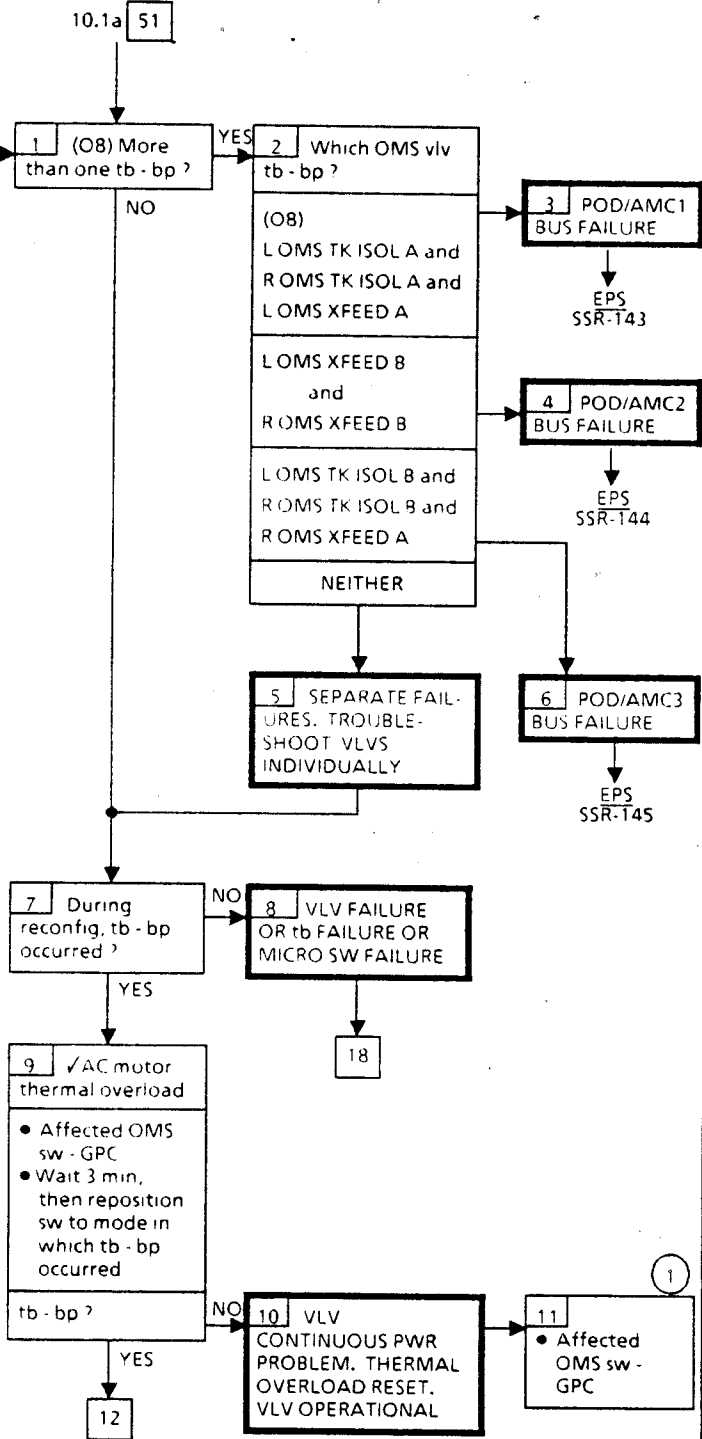 10.1a 51
1 (O8) More
than one tb - bp ?
YES
NO
2 Which OMS vlv
tb - bp ?
(O8)
L OMS TK ISOL A and
R OMS TK ISOL A and
L OMS XFEED A
L OMS XFEED B
and
R OMS XFEED B
L OMS TK ISOL B and
R OMS TK ISOL B and
R OMS XFEED A
NEITHER
3 POD/AMC1
BUS FAILURE
EPS
SSR-143
4 POD/AMC2
BUS FAILURE
EPS
SSR-144
5 SEPARATE FAIL-
URES. TROUBLE-
SHOOT VLVS
INDIVIDUALLY
6 POD/AMC3
BUS FAILURE
EPS
SSR-145
7 During
reconfig, tb - bp
occurred ?
NO
YES
8 VLV FAILURE
OR tb FAILURE OR
MICRO SW FAILURE
18
9 ✓AC motor
thermal overload
• Affected OMS
sw - GPC
• Wait 3 min,
then reposition
sw to mode in
which tb - bp
occurred
tb - bp ?
NO
YES
12
10 VLV
CONTINUOUS PWR
PROBLEM. THERMAL
OVERLOAD RESET.
VLV OPERATIONAL
1
11
• Affected
OMS sw -
GPC